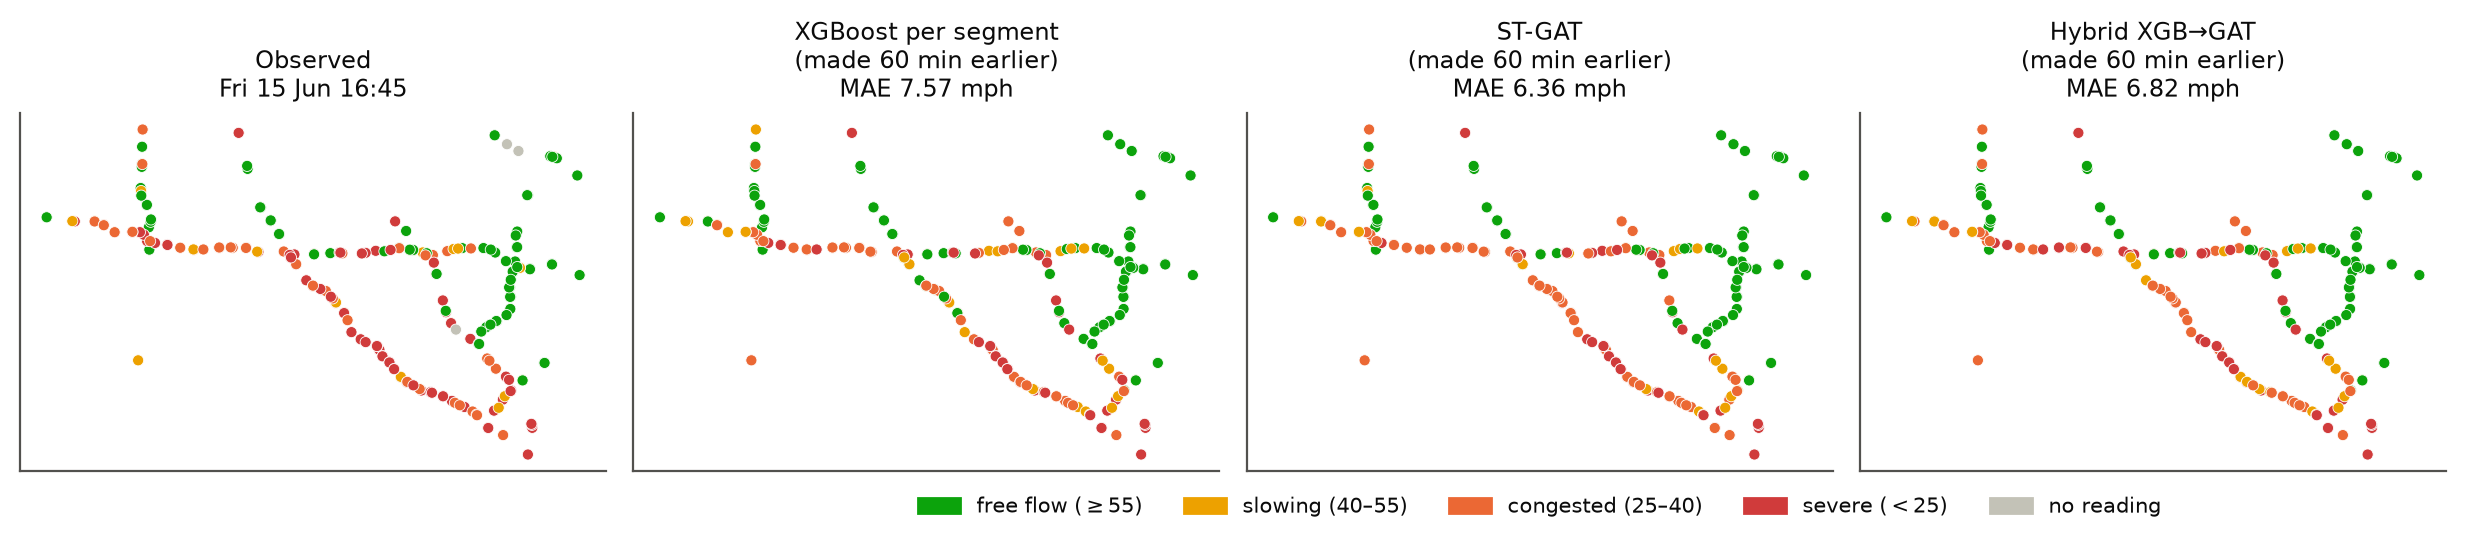 Observed
Fri 15 Jun 16:45
XGBoost per segment
(made 60 min earlier)
MAE 7.57 mph
ST-GAT
(made 60 min earlier)
MAE 6.36 mph
Hybrid XGB→GAT
(made 60 min earlier)
MAE 6.82 mph
free flow (≥55)
slowing (40–55)
congested (25–40)
severe (<25)
no reading